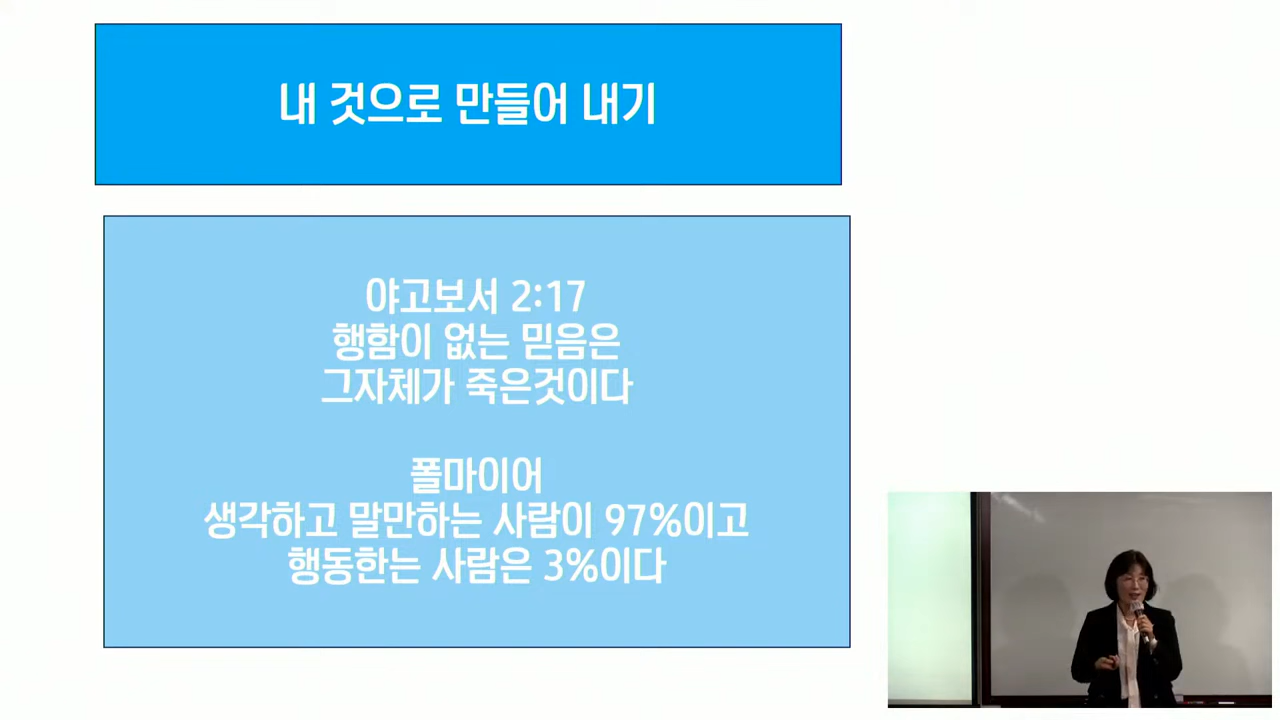 내 것으로 만들어 내기
야고보서 2:17
행함이 없는 믿음은
그자체가 죽은것이다
폴마이어
생각하고 말만하는 사람이 97%이고
행동한는 사람은 3%이다